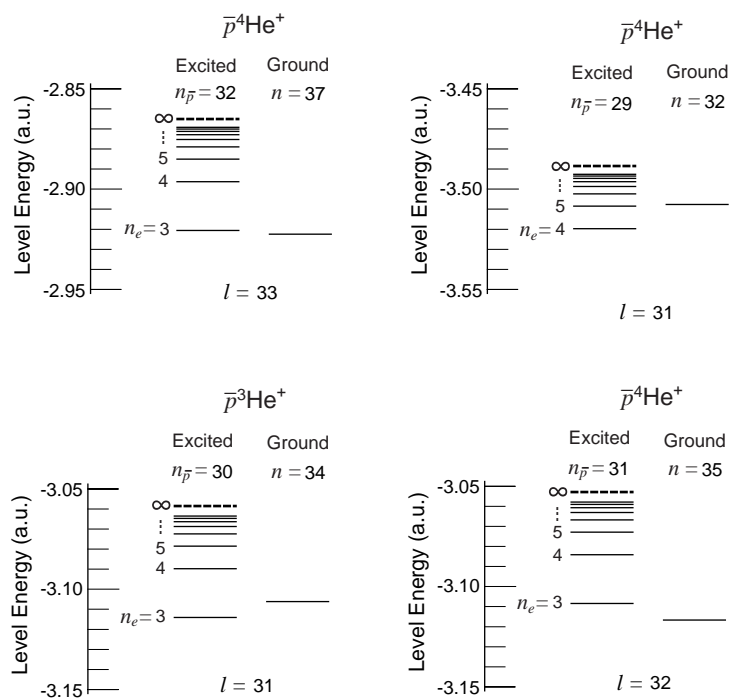 p̅⁴He⁺
Excited Ground
n_p̅ = 32 n = 37
Level Energy (a.u.)
-2.85
-2.90
-2.95
∞
5
4
n_e = 3
l = 33
p̅⁴He⁺
Excited Ground
n_p̅ = 29 n = 32
Level Energy (a.u.)
-3.45
-3.50
-3.55
∞
5
n_e = 4
l = 31
p̅³He⁺
Excited Ground
n_p̅ = 30 n = 34
Level Energy (a.u.)
-3.05
-3.10
-3.15
∞
5
4
n_e = 3
l = 31
p̅⁴He⁺
Excited Ground
n_p̅ = 31 n = 35
Level Energy (a.u.)
-3.05
-3.10
-3.15
∞
5
4
n_e = 3
l = 32